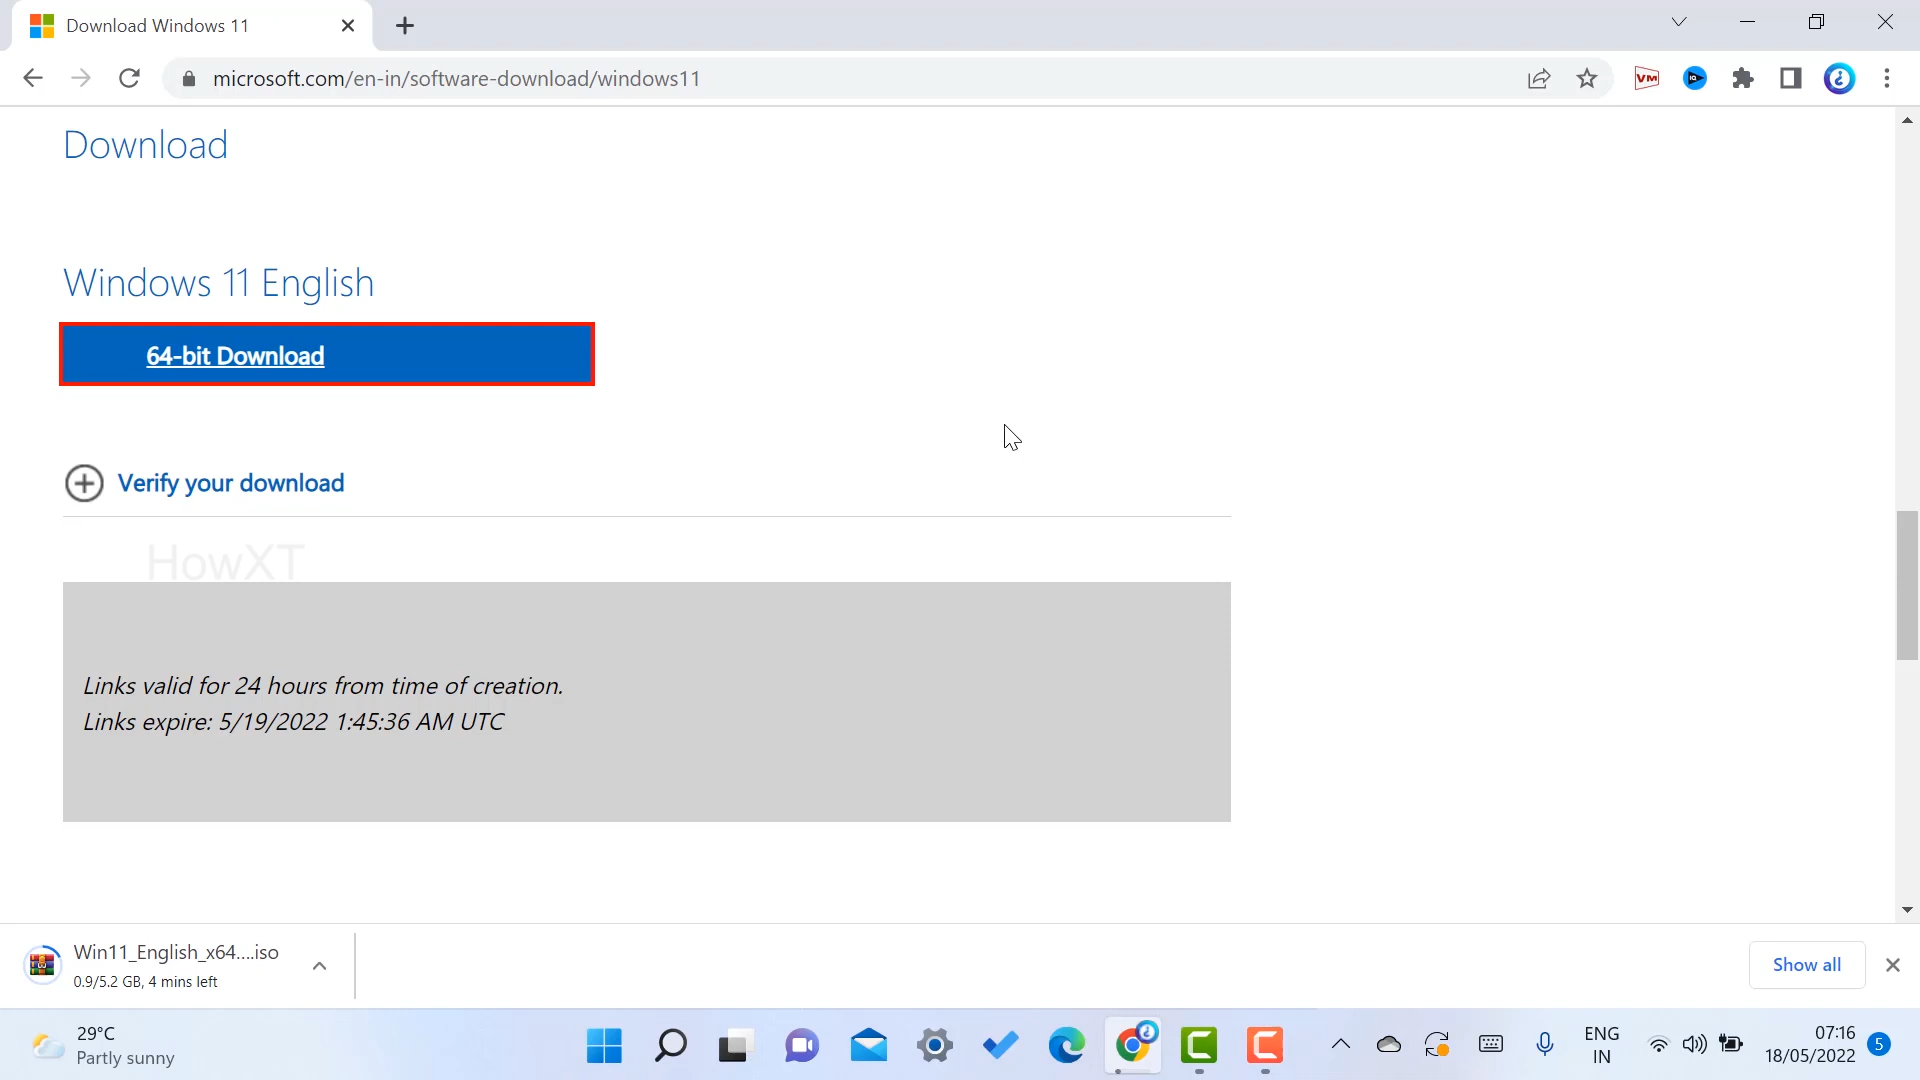 Download Windows 11
microsoft.com/en-in/software-download/windows11
VM
Download
Windows 11 English
64-bit Download
Verify your download
HowXT
Links valid for 24 hours from time of creation.
Links expire: 5/19/2022 1:45:36 AM UTC
Win11_English_x64....iso
0.9/5.2 GB, 4 mins left
Show all
29°C
Partly sunny
ENG
IN
07:16
18/05/2022
5